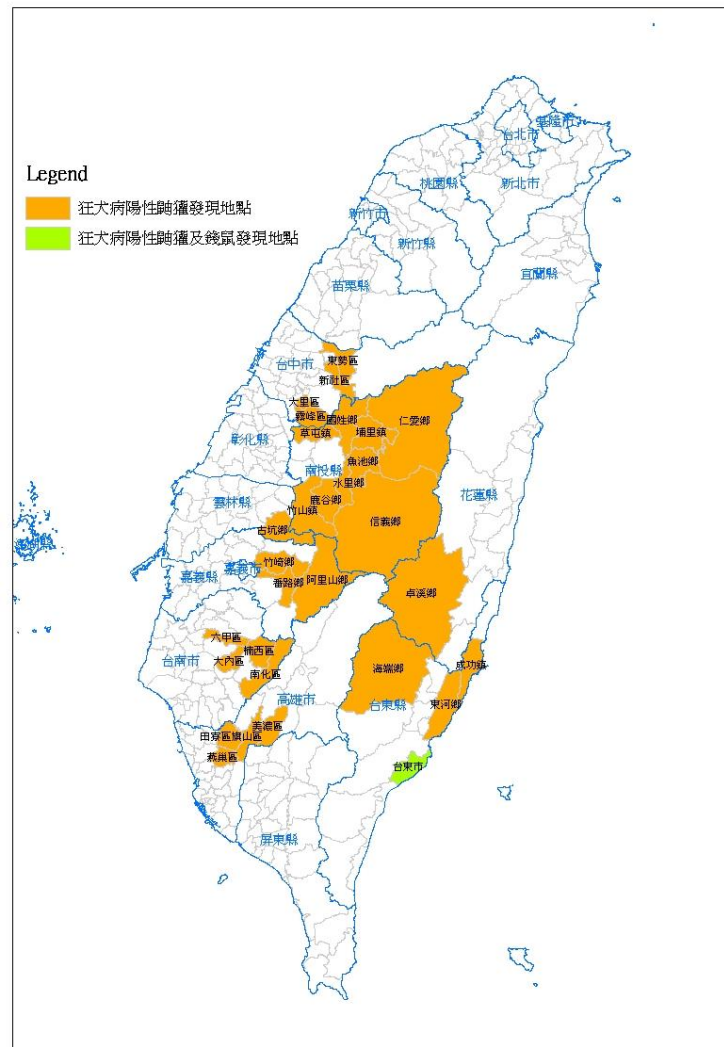 基隆市
台北市
Legend
桃園縣
新北市
狂犬病陽性鼬獾發現地點
新竹市
狂犬病陽性鼬獾及錢鼠發現地點
新竹縣
宜蘭縣
苗栗縣
台中市
東勢區
新社區
大里區
霧峰區
國姓鄉
仁愛鄉
草屯鎮
埔里鎮
彰化縣
魚池鄉
南投縣
水里鄉
花蓮縣
鹿谷鄉
雲林縣
竹山鎮
信義鄉
古坑鄉
竹崎鄉
嘉義市
嘉義縣
番路鄉
阿里山鄉
卓溪鄉
六甲區
楠西區
台南市
大內區
成功鎮
海端鄉
南化區
高雄市
台東縣
東河鄉
美濃區
田寮區
旗山區
燕巢區
台東市
屏東縣